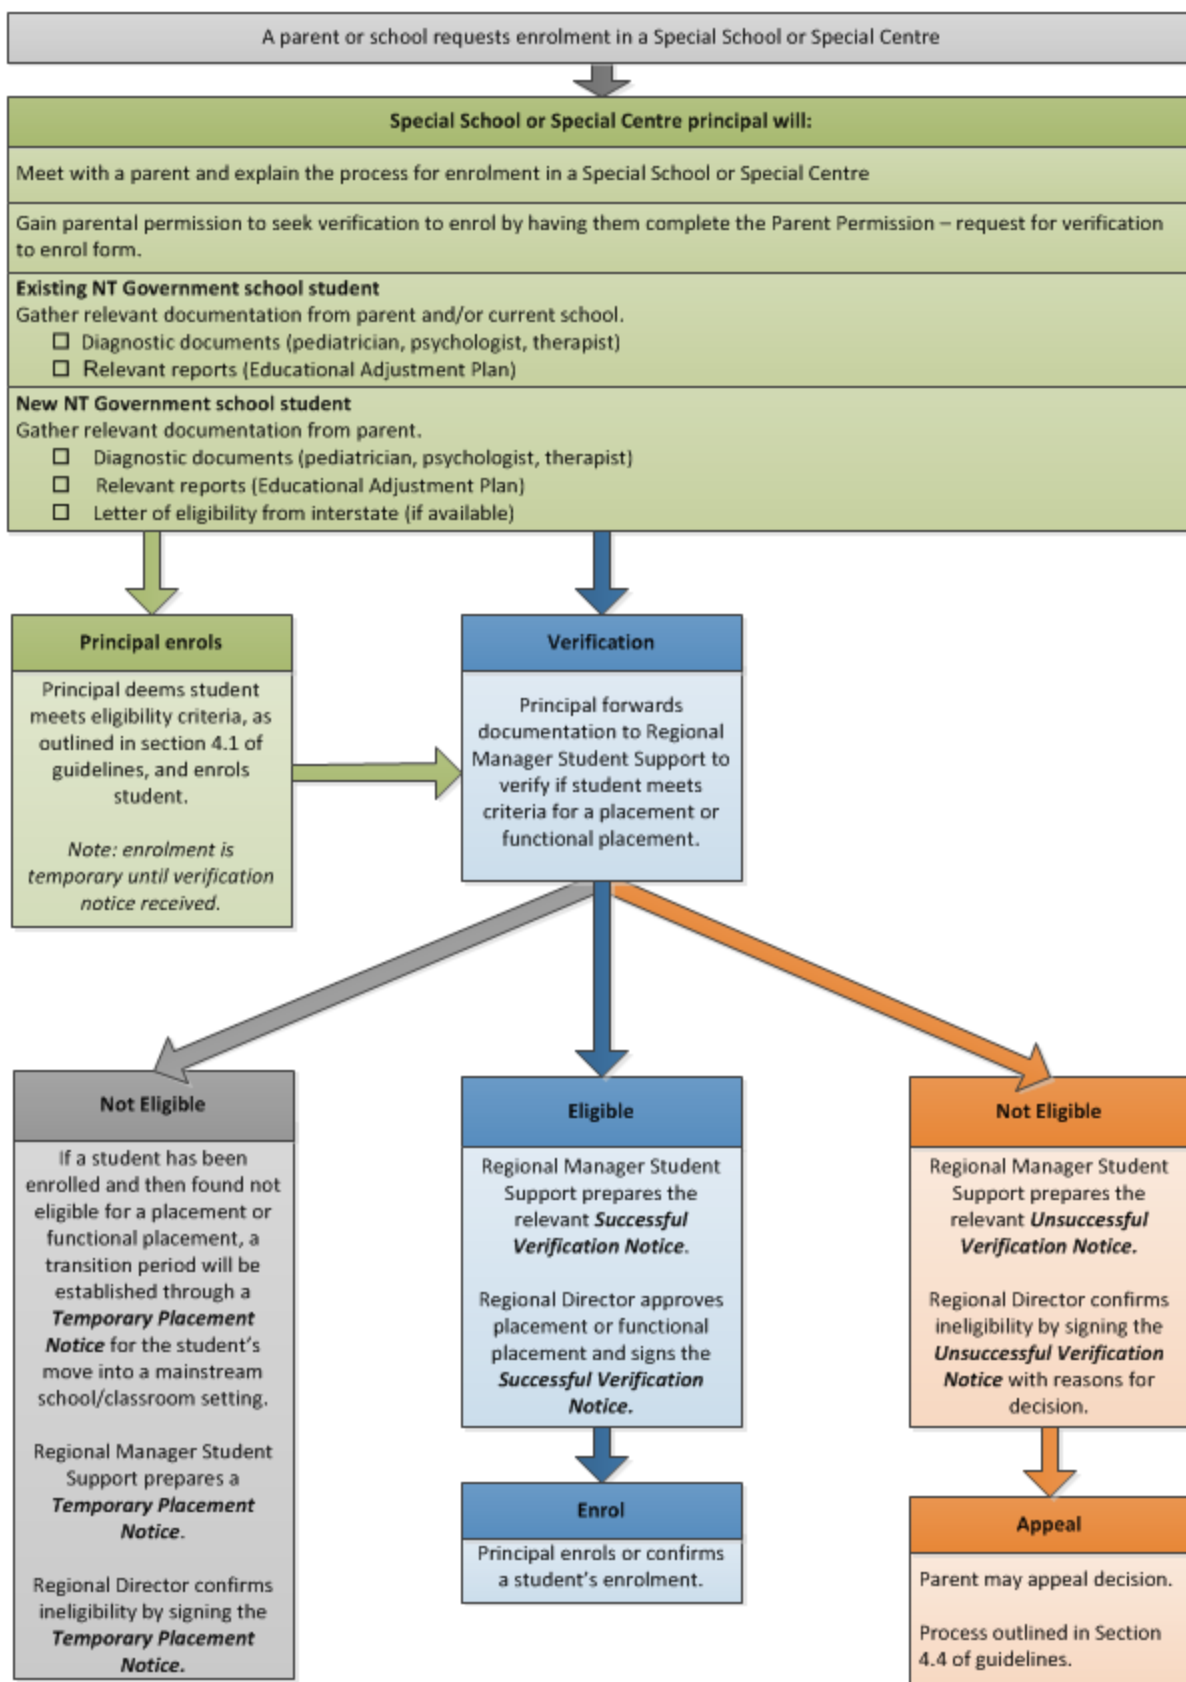 A parent or school requests enrolment in a Special School or Special Centre
Special School or Special Centre principal will:
Meet with a parent and explain the process for enrolment in a Special School or Special Centre
Gain parental permission to seek verification to enrol by having them complete the Parent Permission – request for verification
to enrol form.
Existing NT Government school student
Gather relevant documentation from parent and/or current school.
☐ Diagnostic documents (pediatrician, psychologist, therapist)
☐ Relevant reports (Educational Adjustment Plan)
New NT Government school student
Gather relevant documentation from parent.
☐ Diagnostic documents (pediatrician, psychologist, therapist)
☐ Relevant reports (Educational Adjustment Plan)
☐ Letter of eligibility from interstate (if available)
Principal enrols
Principal deems student
meets eligibility criteria, as
outlined in section 4.1 of
guidelines, and enrols
student.
Note: enrolment is
temporary until verification
notice received.
Verification
Principal forwards
documentation to Regional
Manager Student Support to
verify if student meets
criteria for a placement or
functional placement.
Not Eligible
If a student has been
enrolled and then found not
eligible for a placement or
functional placement, a
transition period will be
established through a
Temporary Placement
Notice for the student's
move into a mainstream
school/classroom setting.
Regional Manager Student
Support prepares a
Temporary Placement
Notice.
Regional Director confirms
ineligibility by signing the
Temporary Placement
Notice.
Eligible
Regional Manager Student
Support prepares the
relevant Successful
Verification Notice.
Regional Director approves
placement or functional
placement and signs the
Successful Verification
Notice.
Enrol
Principal enrols or confirms
a student's enrolment.
Not Eligible
Regional Manager Student
Support prepares the
relevant Unsuccessful
Verification Notice.
Regional Director confirms
ineligibility by signing the
Unsuccessful Verification
Notice with reasons for
decision.
Appeal
Parent may appeal decision.
Process outlined in Section
4.4 of guidelines.